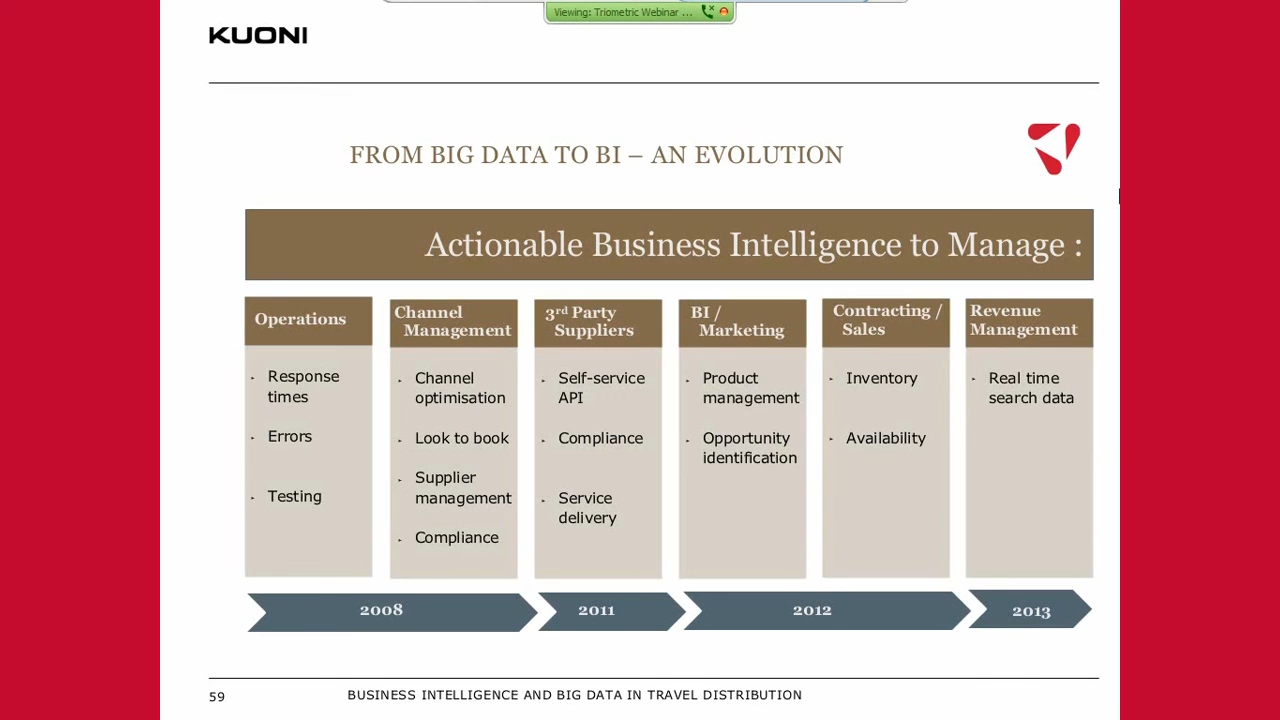 Viewing: Triometric Webinar ...
KUONI
FROM BIG DATA TO BI – AN EVOLUTION
Actionable Business Intelligence to Manage :
Operations
Response
times
Errors
Testing
Channel
Management
Channel
optimisation
Look to book
Supplier
management
Compliance
3rd Party
Suppliers
Self-service
API
Compliance
Service
delivery
BI /
Marketing
Product
management
Opportunity
identification
Contracting /
Sales
Inventory
Availability
Revenue
Management
Real time
search data
2008
2011
2012
2013
59
BUSINESS INTELLIGENCE AND BIG DATA IN TRAVEL DISTRIBUTION